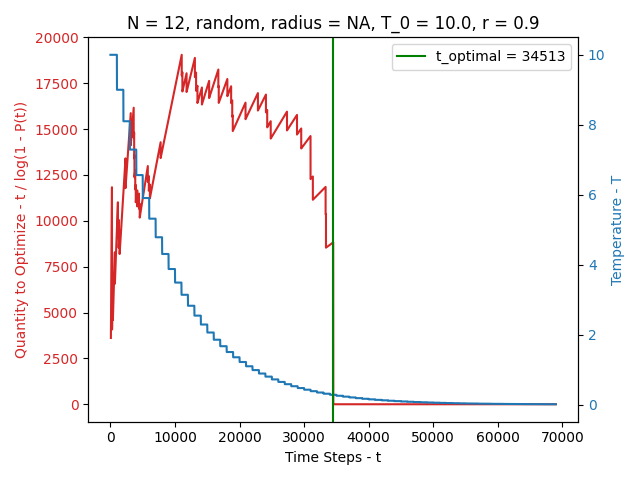 N = 12, random, radius = NA, T_0 = 10.0, r = 0.9
t_optimal = 34513
Quantity to Optimize - t / log(1 - P(t))
20000
17500
15000
12500
10000
7500
5000
2500
0
10
8
6
4
2
0
Temperature - T
0 10000 20000 30000 40000 50000 60000 70000
Time Steps - t